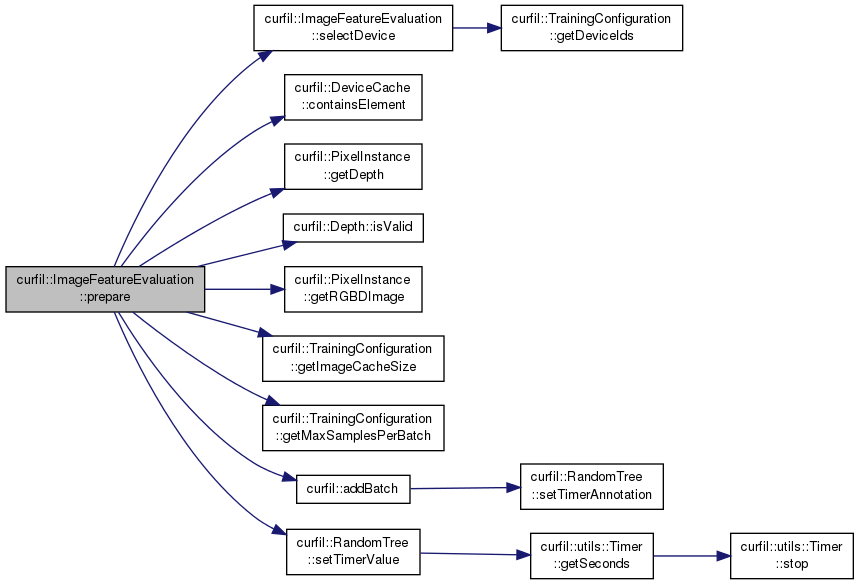 curfil::ImageFeatureEvaluation
::selectDevice
curfil::TrainingConfiguration
::getDeviceIds
curfil::DeviceCache
::containsElement
curfil::PixelInstance
::getDepth
curfil::Depth::isValid
curfil::ImageFeatureEvaluation
::prepare
curfil::PixelInstance
::getRGBDImage
curfil::TrainingConfiguration
::getImageCacheSize
curfil::TrainingConfiguration
::getMaxSamplesPerBatch
curfil::addBatch
curfil::RandomTree
::setTimerAnnotation
curfil::RandomTree
::setTimerValue
curfil::utils::Timer
::getSeconds
curfil::utils::Timer
::stop